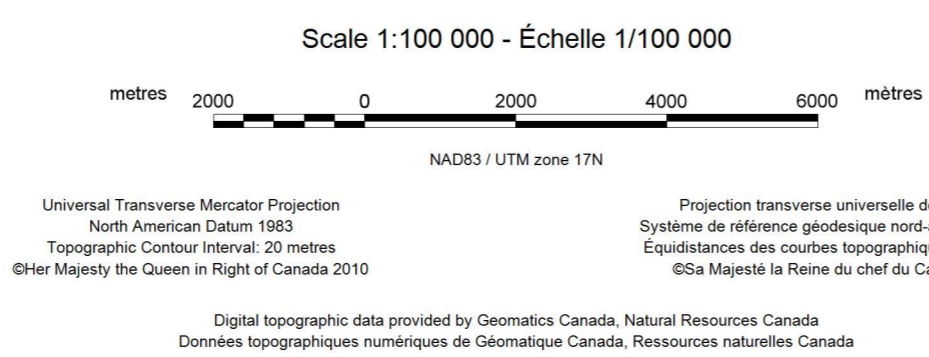 Scale 1:100 000 - Échelle 1/100 000
metres 2000 0 2000 4000 6000 mètres
NAD83 / UTM zone 17N
Universal Transverse Mercator Projection
North American Datum 1983
Topographic Contour Interval: 20 metres
©Her Majesty the Queen in Right of Canada 2010
Projection transverse universelle
Système de référence géodesique
Équidistances des courbes
©Sa Majesté la Reine du chef du
Digital topographic data provided by Geomatics Canada, Natural Resources Canada
Données topographiques numériques de Géomatique Canada, Ressources naturelles Canada